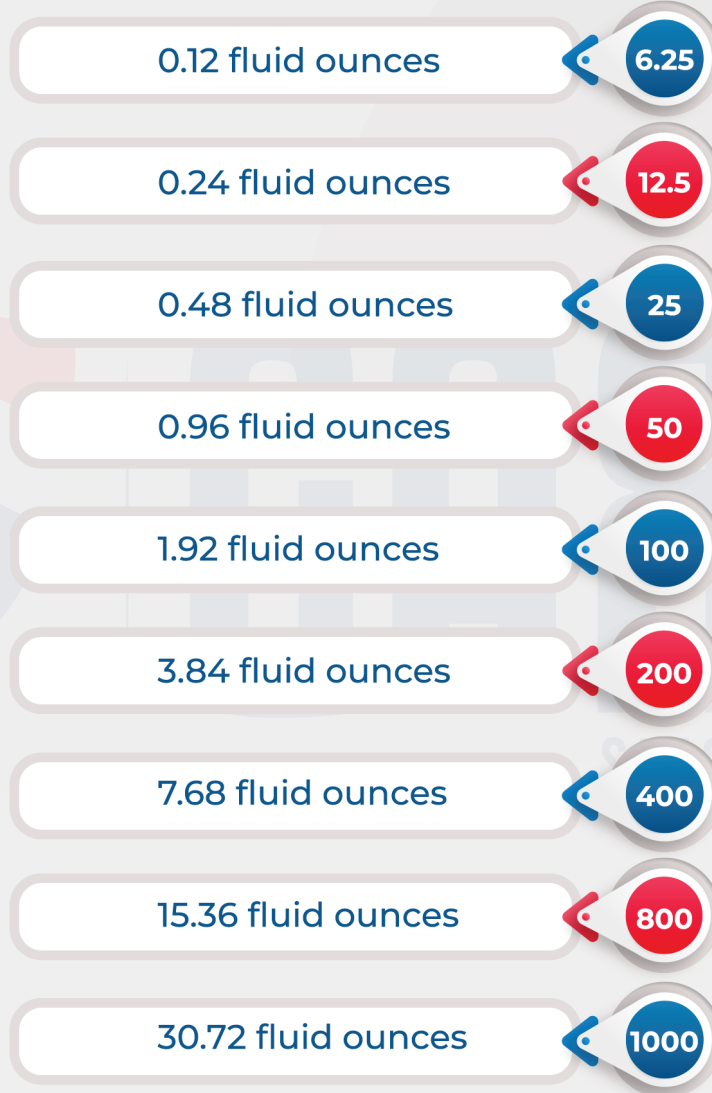 0.12 fluid ounces 6.25
0.24 fluid ounces 12.5
0.48 fluid ounces 25
0.96 fluid ounces 50
1.92 fluid ounces 100
3.84 fluid ounces 200
7.68 fluid ounces 400
15.36 fluid ounces 800
30.72 fluid ounces 1000